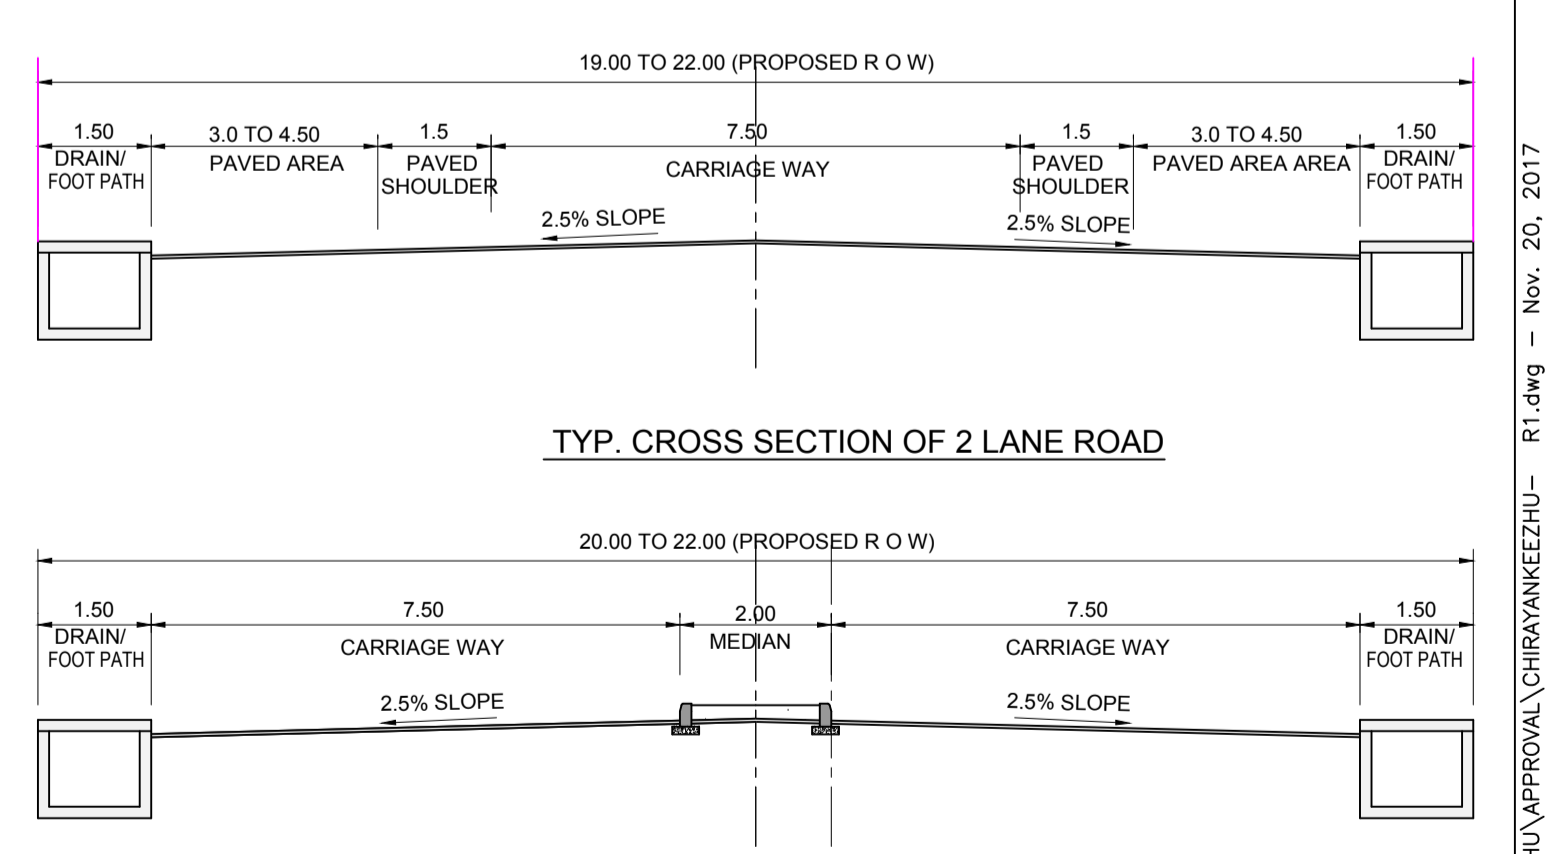 19.00 TO 22.00 (PROPOSED R O W)
1.50
3.0 TO 4.50
1.5
7.50
1.5
3.0 TO 4.50
1.50
DRAIN/
FOOT PATH
PAVED AREA
PAVED
SHOULDER
CARRIAGE WAY
PAVED
SHOULDER
PAVED AREA AREA
DRAIN/
FOOT PATH
2.5% SLOPE
2.5% SLOPE
TYP. CROSS SECTION OF 2 LANE ROAD
20.00 TO 22.00 (PROPOSED R O W)
1.50
7.50
2.00
7.50
1.50
DRAIN/
FOOT PATH
CARRIAGE WAY
MEDIAN
CARRIAGE WAY
DRAIN/
FOOT PATH
2.5% SLOPE
2.5% SLOPE
HU\APPROVAL\CHIRAYANKEEZHU- R1.dwg - Nov. 20, 2017